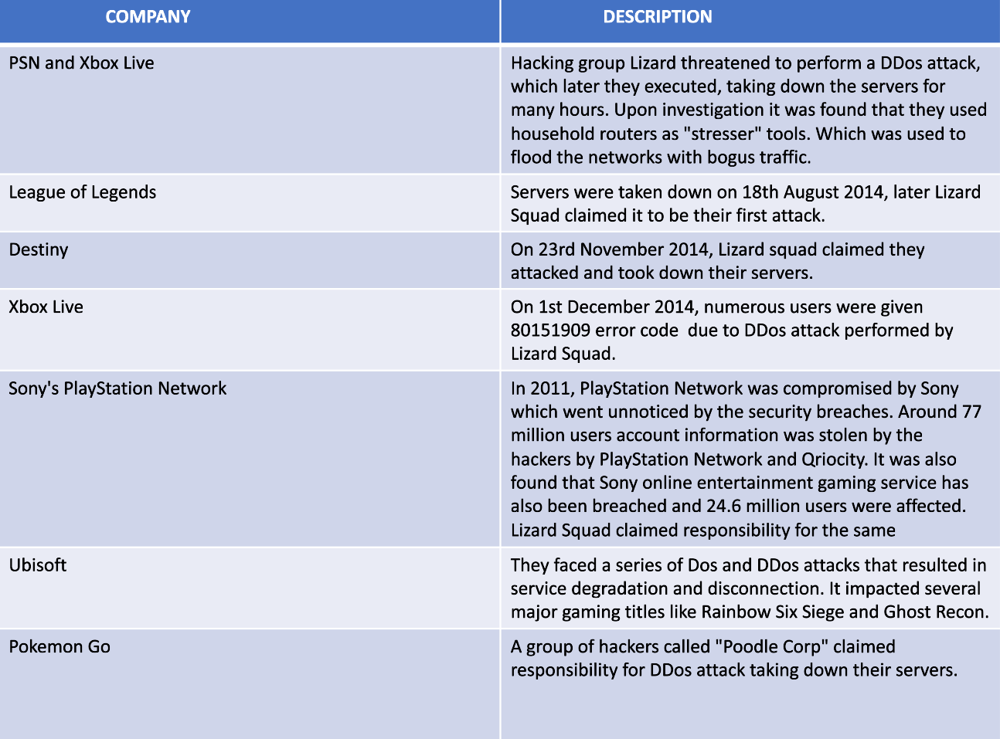 COMPANY
DESCRIPTION
PSN and Xbox Live
Hacking group Lizard threatened to perform a DDos attack,
which later they executed, taking down the servers for
many hours. Upon investigation it was found that they used
household routers as "stresser" tools. Which was used to
flood the networks with bogus traffic.
League of Legends
Servers were taken down on 18th August 2014, later Lizard
Squad claimed it to be their first attack.
Destiny
On 23rd November 2014, Lizard squad claimed they
attacked and took down their servers.
Xbox Live
On 1st December 2014, numerous users were given
80151909 error code  due to DDos attack performed by
Lizard Squad.
Sony's PlayStation Network
In 2011, PlayStation Network was compromised by Sony
which went unnoticed by the security breaches. Around 77
million users account information was stolen by the
hackers by PlayStation Network and Qriocity. It was also
found that Sony online entertainment gaming service has
also been breached and 24.6 million users were affected.
Lizard Squad claimed responsibility for the same
Ubisoft
They faced a series of Dos and DDos attacks that resulted in
service degradation and disconnection. It impacted several
major gaming titles like Rainbow Six Siege and Ghost Recon.
Pokemon Go
A group of hackers called "Poodle Corp" claimed
responsibility for DDos attack taking down their servers.